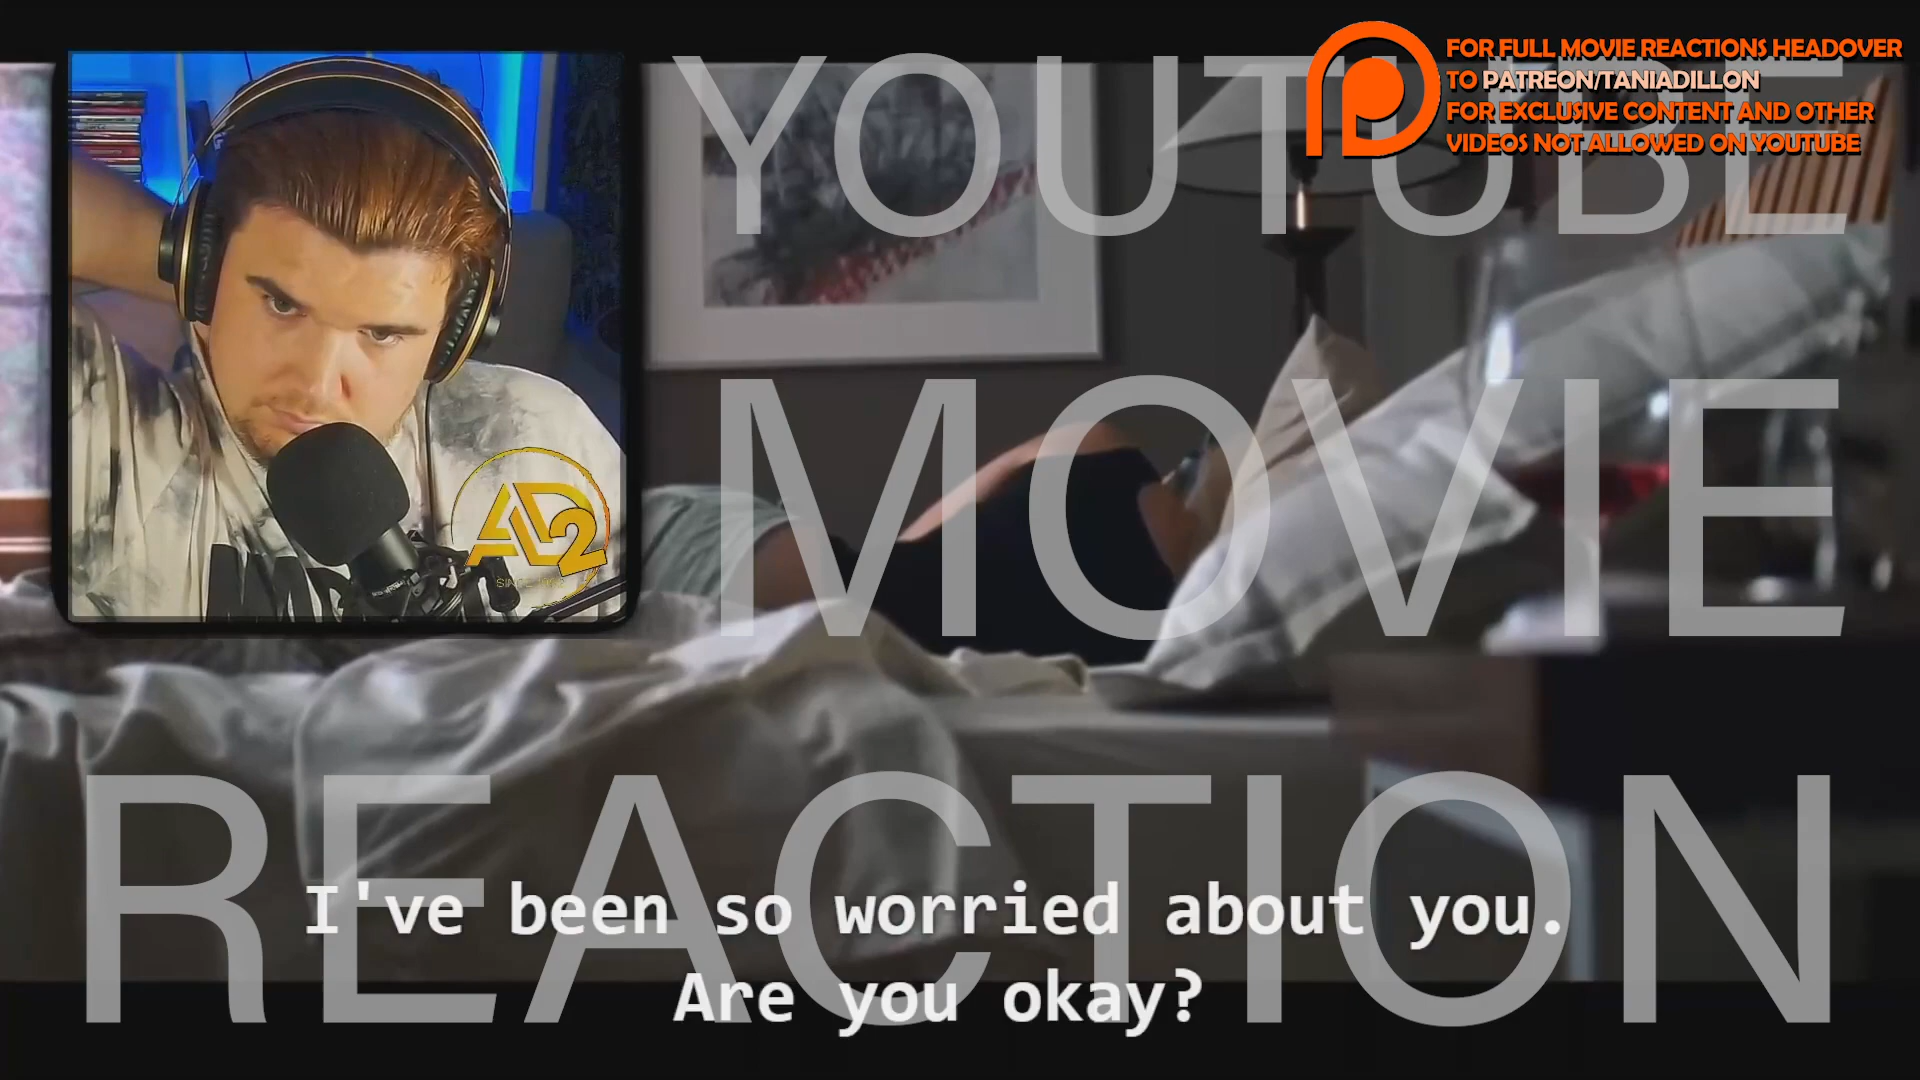 YOUTUBE
MOVIE
REACTION
FOR FULL MOVIE REACTIONS HEADOVER
TO PATREON/TANIADILLON
FOR EXCLUSIVE CONTENT AND OTHER
VIDEOS NOT ALLOWED ON YOUTUBE
AD2
I've been so worried about you.
Are you okay?